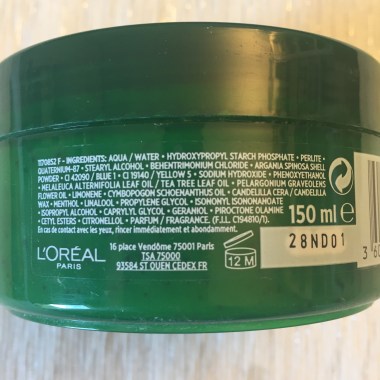 1170852 F - INGREDIENTS: AQUA / WATER • HYDROXYPROPYL STARCH PHOSPHATE • PERLITE •
QUATERNIUM-87 • STEARYL ALCOHOL • BEHENTRIMONIUM CHLORIDE • ARGANIA SPINOSA SHELL
POWDER • CI 42090 / BLUE 1 • CI 19140 / YELLOW 5 • SODIUM HYDROXIDE • PHENOXYETHANOL
• MELALEUCA ALTERNIFOLIA LEAF OIL / TEA TREE LEAF OIL • PELARGONIUM GRAVEOLENS
FLOWER OIL • LIMONENE • CYMBOPOGON SCHOENANTHUS OIL • CANDELILLA CERA / CANDELILLA
WAX • MENTHOL • LINALOOL • PROPYLENE GLYCOL • ISONONYL ISONONANOATE
• ISOPROPYL ALCOHOL • CAPRYLYL GLYCOL • GERANIOL • PIROCTONE OLAMINE
• CETYL ESTERS • CITRONELLOL • PARFUM / FRAGRANCE. (F.I.L. C94810/1).
En cas de contact avec les yeux, rincer immédiatement et abondamment.
150 ml e
28ND01
L'ORÉAL
PARIS
16 place Vendôme 75001 Paris
TSA 75000
93584 ST OUEN CEDEX FR
12 M
3 60